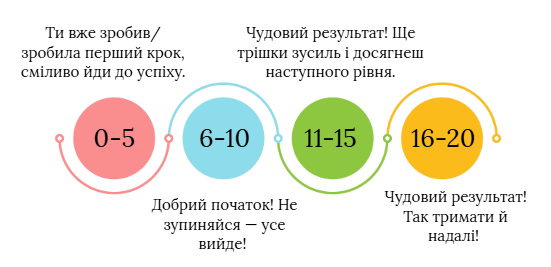 Ти вже зробив/
зробила перший крок,
сміливо йди до успіху.
Чудовий результат! Ще
трішки зусиль і досягнеш
наступного рівня.
0-5
6-10
11-15
16-20
Добрий початок! Не
зупиняйся — усе
вийде!
Чудовий результат!
Так тримати й
надалі!